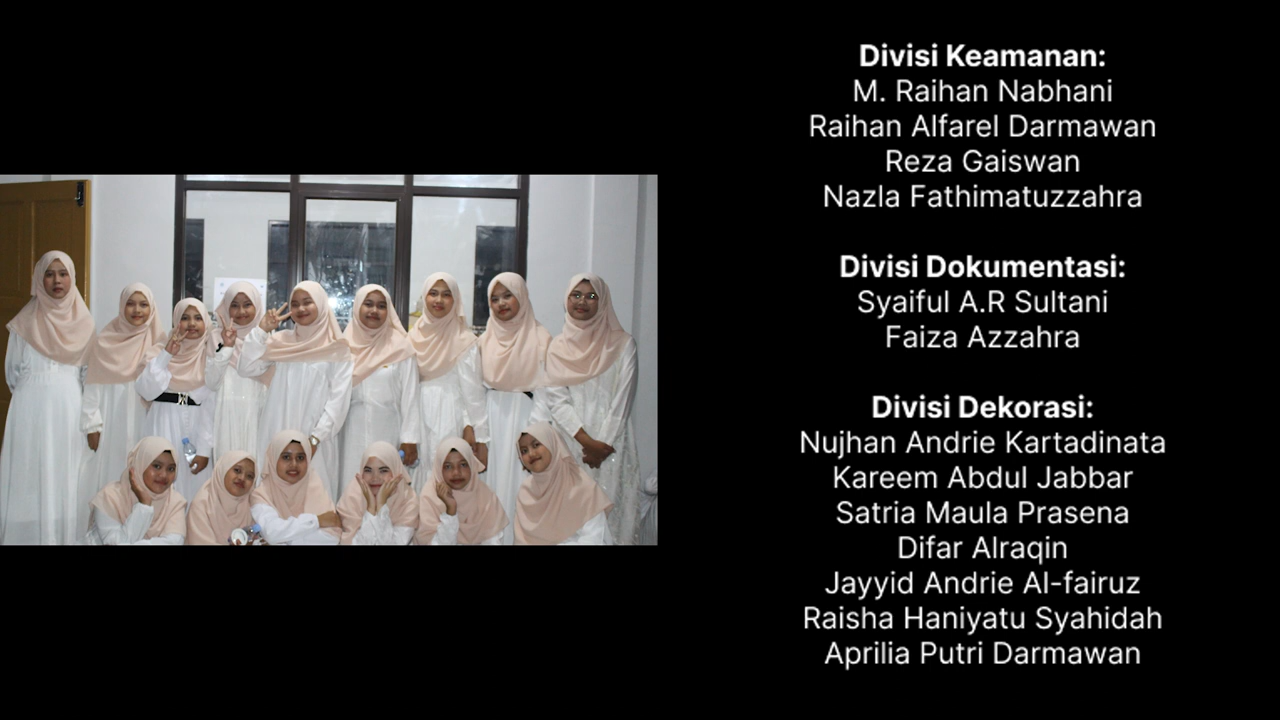 Divisi Keamanan:
M. Raihan Nabhani
Raihan Alfarel Darmawan
Reza Gaiswan
Nazla Fathimatuzzahra
Divisi Dokumentasi:
Syaiful A.R Sultani
Faiza Azzahra
Divisi Dekorasi:
Nujhan Andrie Kartadinata
Kareem Abdul Jabbar
Satria Maula Prasena
Difar Alraqin
Jayyid Andrie Al-fairuz
Raisha Haniyatu Syahidah
Aprilia Putri Darmawan